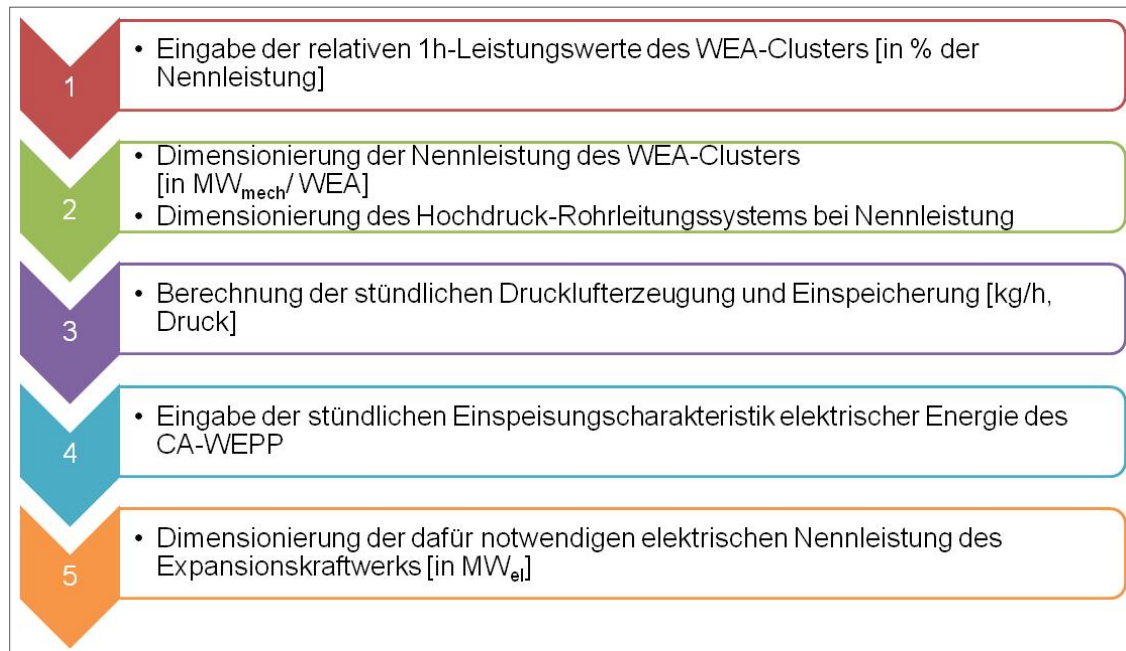 1
• Eingabe der relativen 1h-Leistungswerte des WEA-Clusters [in % der
Nennleistung]
2
• Dimensionierung der Nennleistung des WEA-Clusters
[in MWmech/ WEA]
• Dimensionierung des Hochdruck-Rohrleitungssystems bei Nennleistung
3
• Berechnung der stündlichen Drucklufterzeugung und Einspeicherung [kg/h,
Druck]
4
• Eingabe der stündlichen Einspeisungscharakteristik elektrischer Energie des
CA-WEPP
5
• Dimensionierung der dafür notwendigen elektrischen Nennleistung des
Expansionskraftwerks [in MWel]